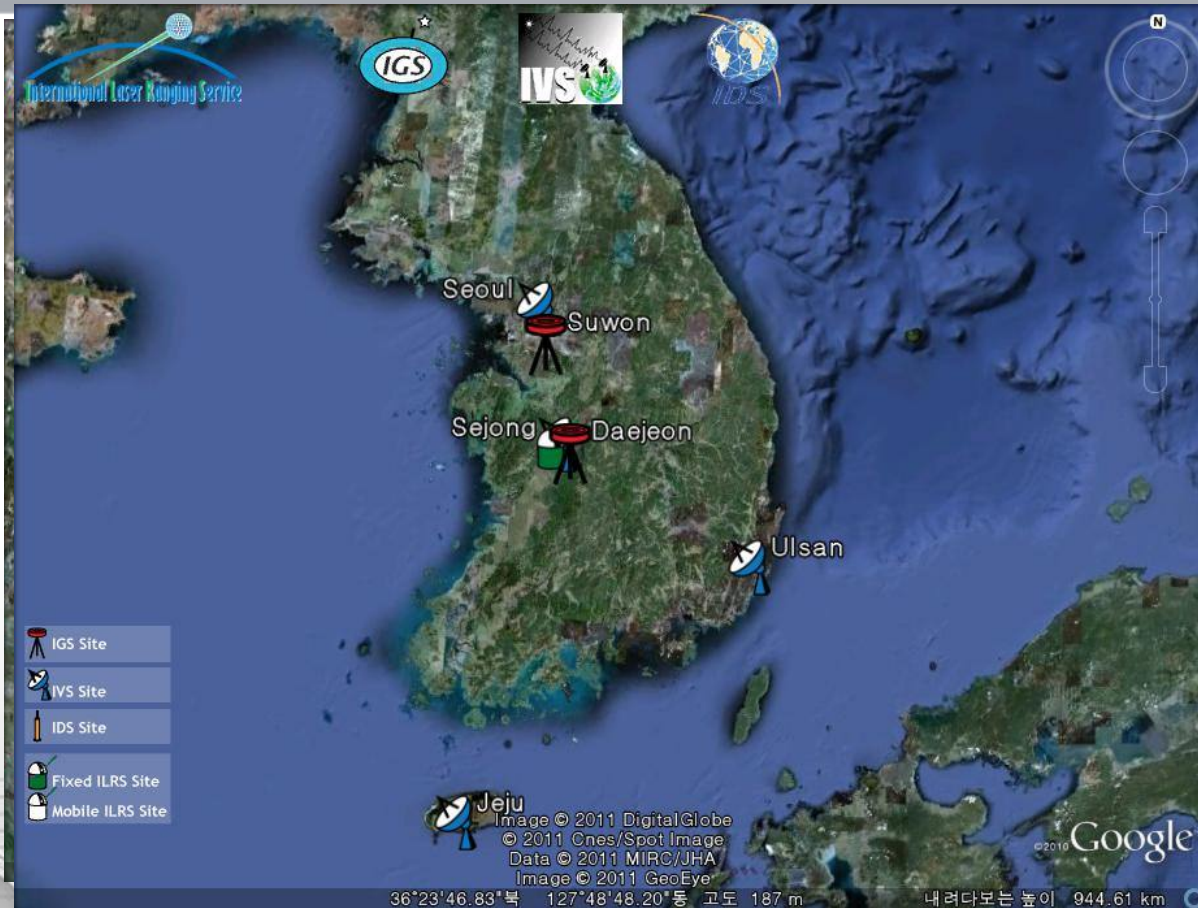 International Laser Ranging Service
IGS
IVS
IDS
N
Seoul
Suwon
Sejong
Daejeon
Ulsan
IGS Site
IVS Site
IDS Site
Fixed ILRS Site
Mobile ILRS Site
Jeju
Image © 2011 DigitalGlobe
© 2011 Cnes/Spot Image
Data © 2011 MIRC/JHA
Image © 2011 GeoEye
©2010 Google
36°23'46.83"북 127°48'48.20"동 고도 187 m 내려다보는 높이 944.61 km